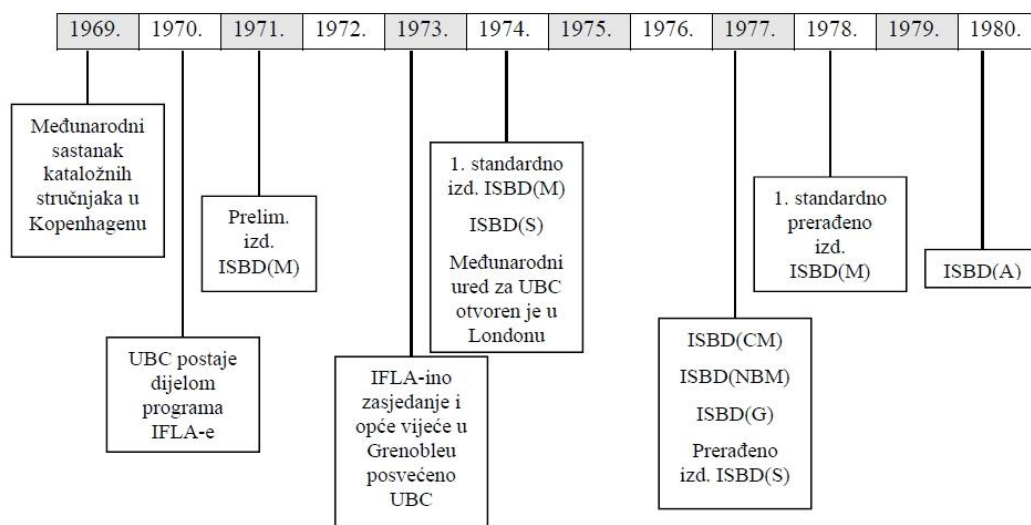 1969. 1970. 1971. 1972. 1973. 1974. 1975. 1976. 1977. 1978. 1979. 1980.
Međunarodni
sastanak
kataložnih
stručnjaka u
Kopenhagenu
UBC postaje
dijelom
programa
IFLA-e
Prelim.
izd.
ISBD(M)
IFLA-ino
zasjedanje i
opće vijeće u
Grenobleu
posvećeno
UBC
1. standardno
izd. ISBD(M)
ISBD(S)
Međunarodni
ured za UBC
otvoren je u
Londonu
ISBD(CM)
ISBD(NBM)
ISBD(G)
Prerađeno
izd. ISBD(S)
1. standardno
prerađeno
izd.
ISBD(M)
ISBD(A)